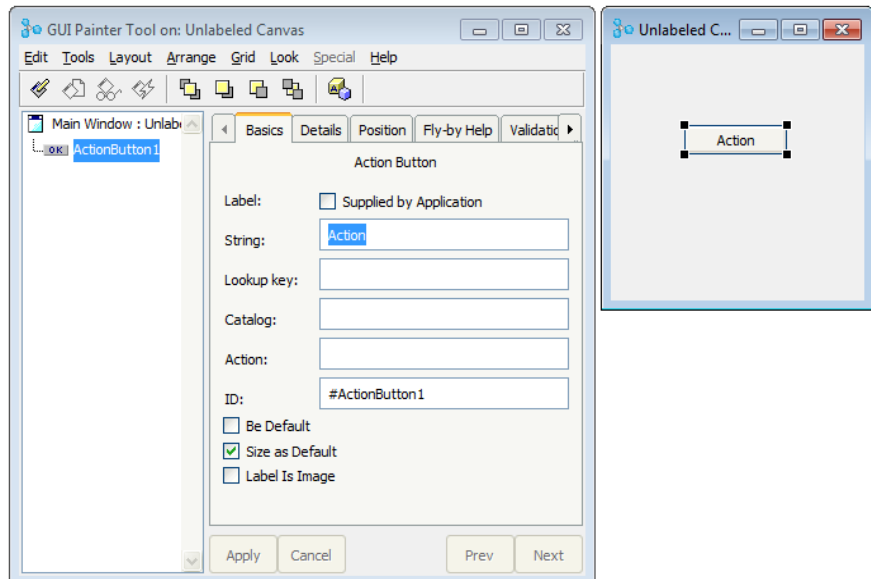 GUI Painter Tool on: Unlabeled Canvas
Edit Tools Layout Arrange Grid Look Special Help
Main Window : Unlab
OK ActionButton1
Basics Details Position Fly-by Help Validatio
Action Button
Label: Supplied by Application
String: Action
Lookup key:
Catalog:
Action:
ID: #ActionButton1
Be Default
Size as Default
Label Is Image
Apply Cancel Prev Next
Unlabeled C...
Action